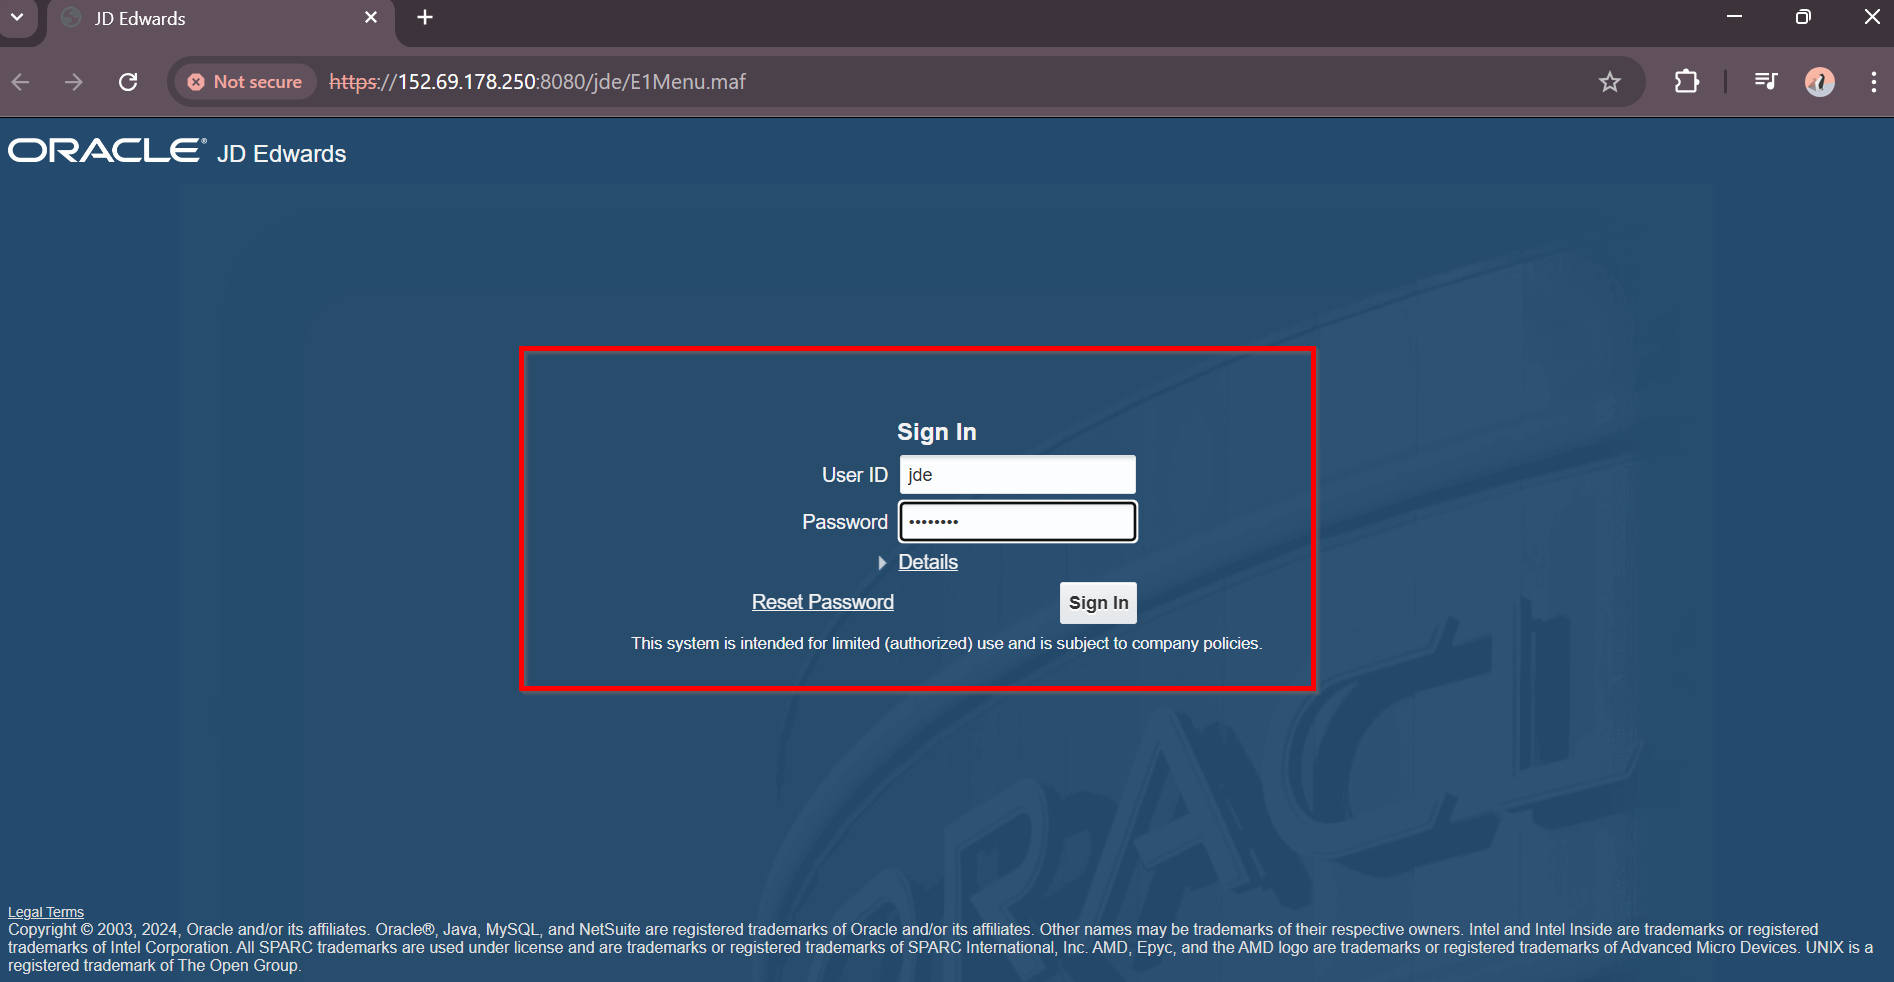 JD Edwards
Not secure https://152.69.178.250:8080/jde/E1Menu.maf
ORACLE® JD Edwards
Sign In
User ID jde
Password ••••••••
Details
Reset Password Sign In
This system is intended for limited (authorized) use and is subject to company policies.
ORACL
Legal Terms
Copyright © 2003, 2024, Oracle and/or its affiliates. Oracle®, Java, MySQL, and NetSuite are registered trademarks of Oracle and/or its affiliates. Other names may be trademarks of their respective owners. Intel and Intel Inside are trademarks or registered
trademarks of Intel Corporation. All SPARC trademarks are used under license and are trademarks or registered trademarks of SPARC International, Inc. AMD, Epyc, and the AMD logo are trademarks or registered trademarks of Advanced Micro Devices. UNIX is a
registered trademark of The Open Group.